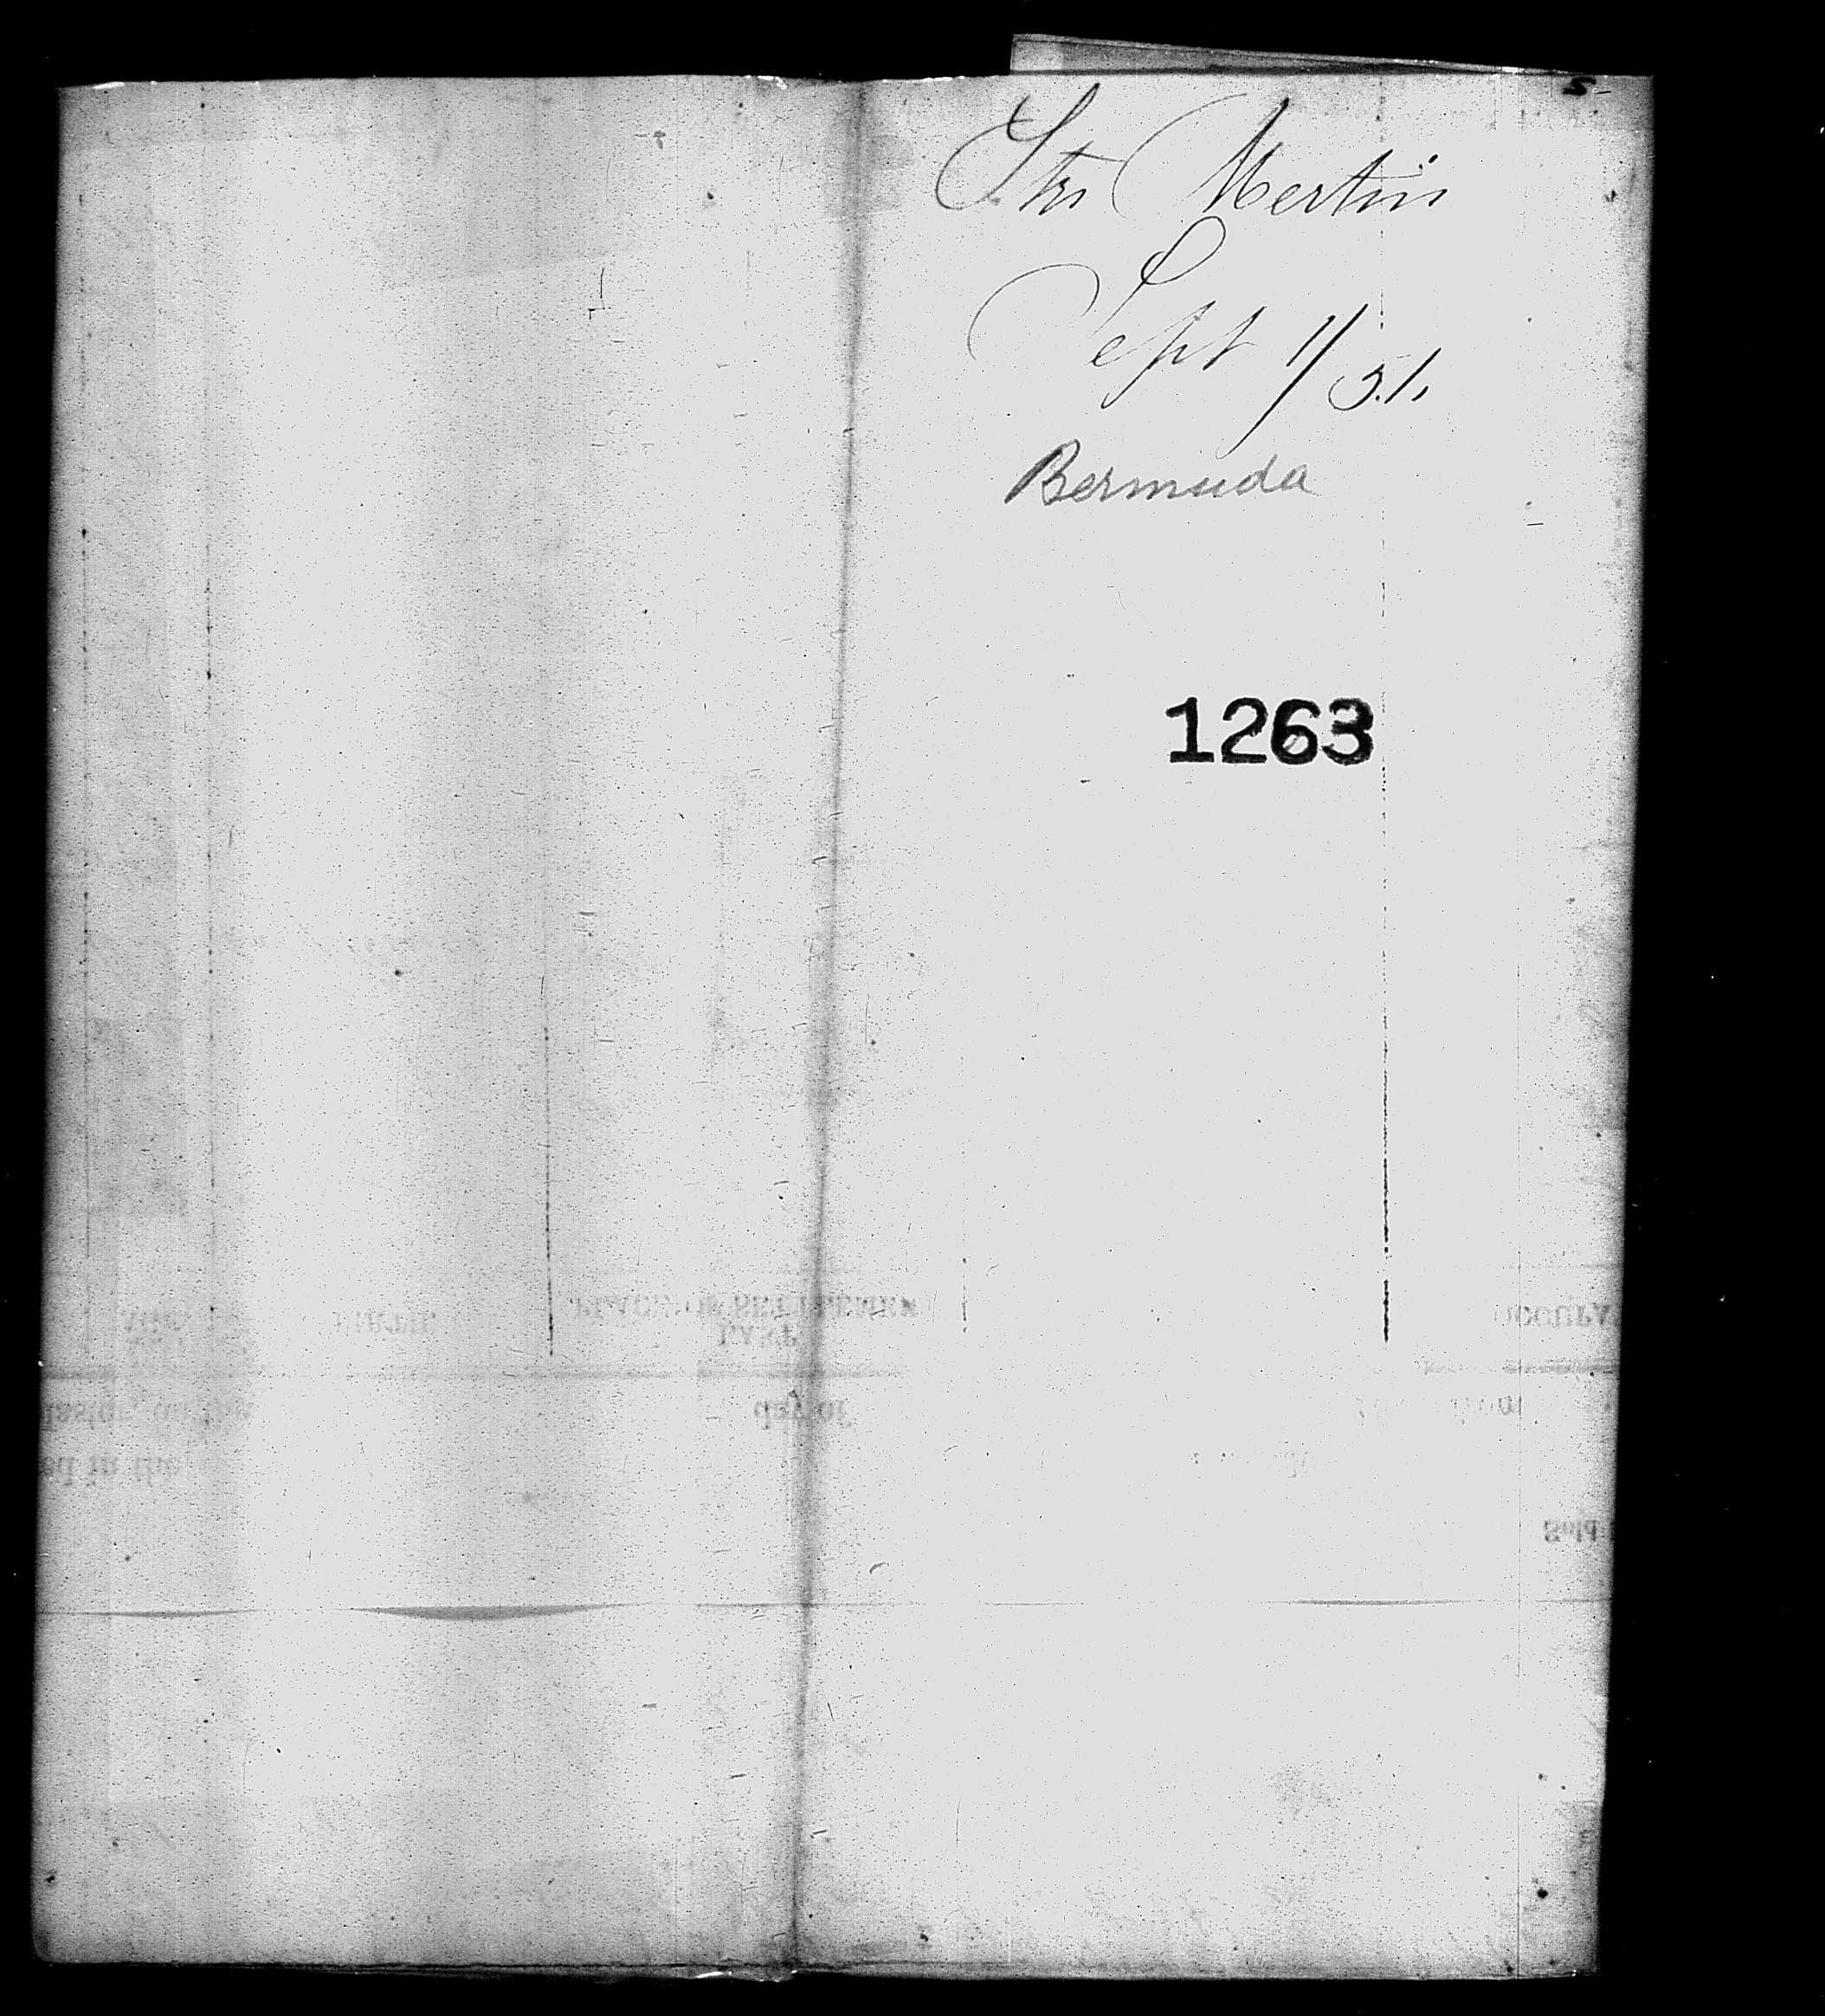 Str Merlin
Sept 1/51,
Bermuda
1263